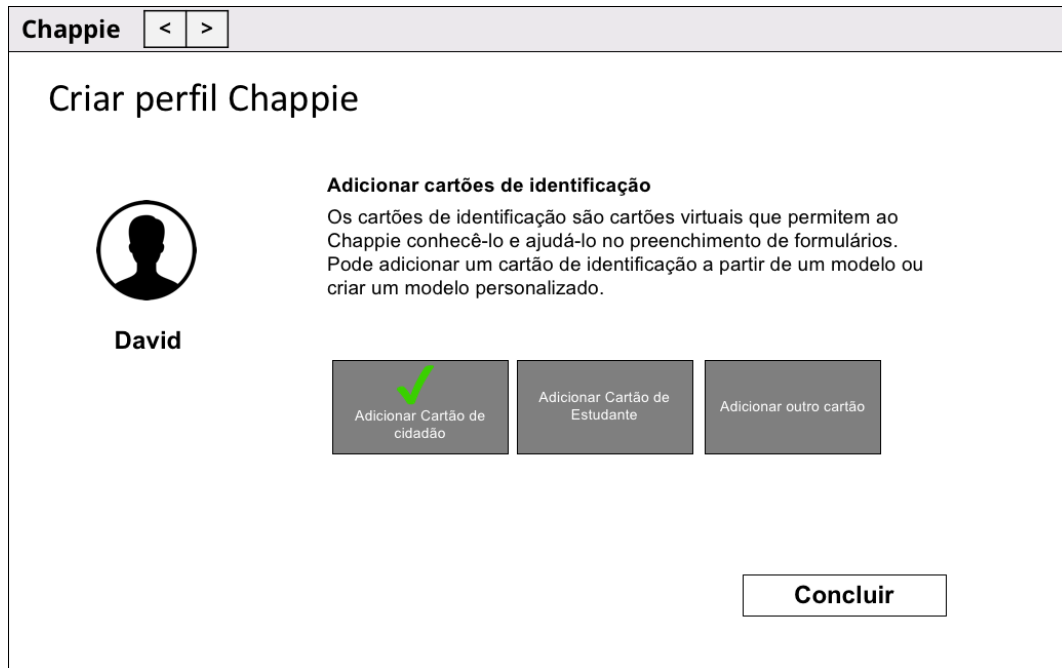 Chappie < >
Criar perfil Chappie
Adicionar cartões de identificação
Os cartões de identificação são cartões virtuais que permitem ao
Chappie conhecê-lo e ajudá-lo no preenchimento de formulários.
Pode adicionar um cartão de identificação a partir de um modelo ou
criar um modelo personalizado.
David
Adicionar Cartão de
cidadão
Adicionar Cartão de
Estudante
Adicionar outro cartão
Concluir